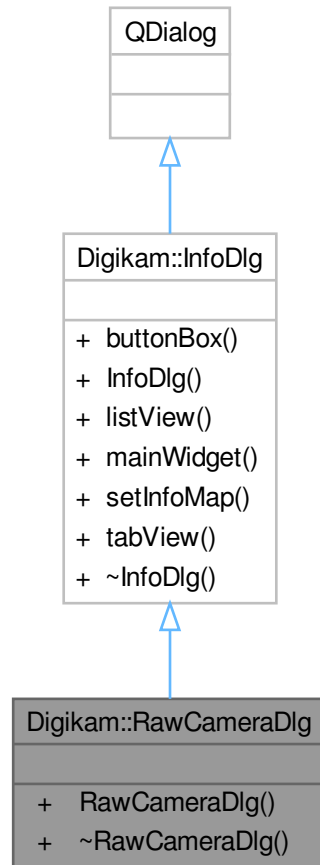 QDialog
Digikam::InfoDlg
+ buttonBox()
+ InfoDlg()
+ listView()
+ mainWidget()
+ setInfoMap()
+ tabView()
+ ~InfoDlg()
Digikam::RawCameraDlg
+ RawCameraDlg()
+ ~RawCameraDlg()